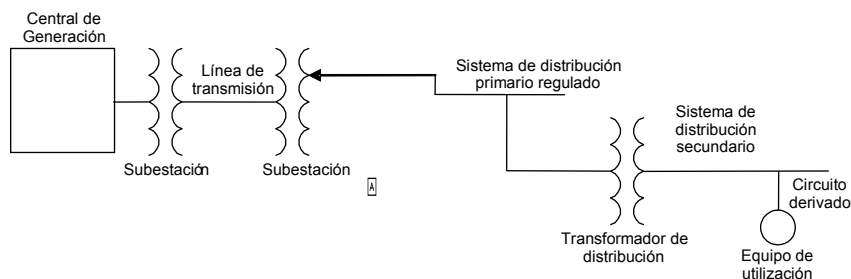 Central de
Generación
Línea de
transmisión
Subestación
Subestación
A
Sistema de distribución
primario regulado
Sistema de
distribución
secundario
Transformador de
distribución
Circuito
derivado
Equipo de
utilización